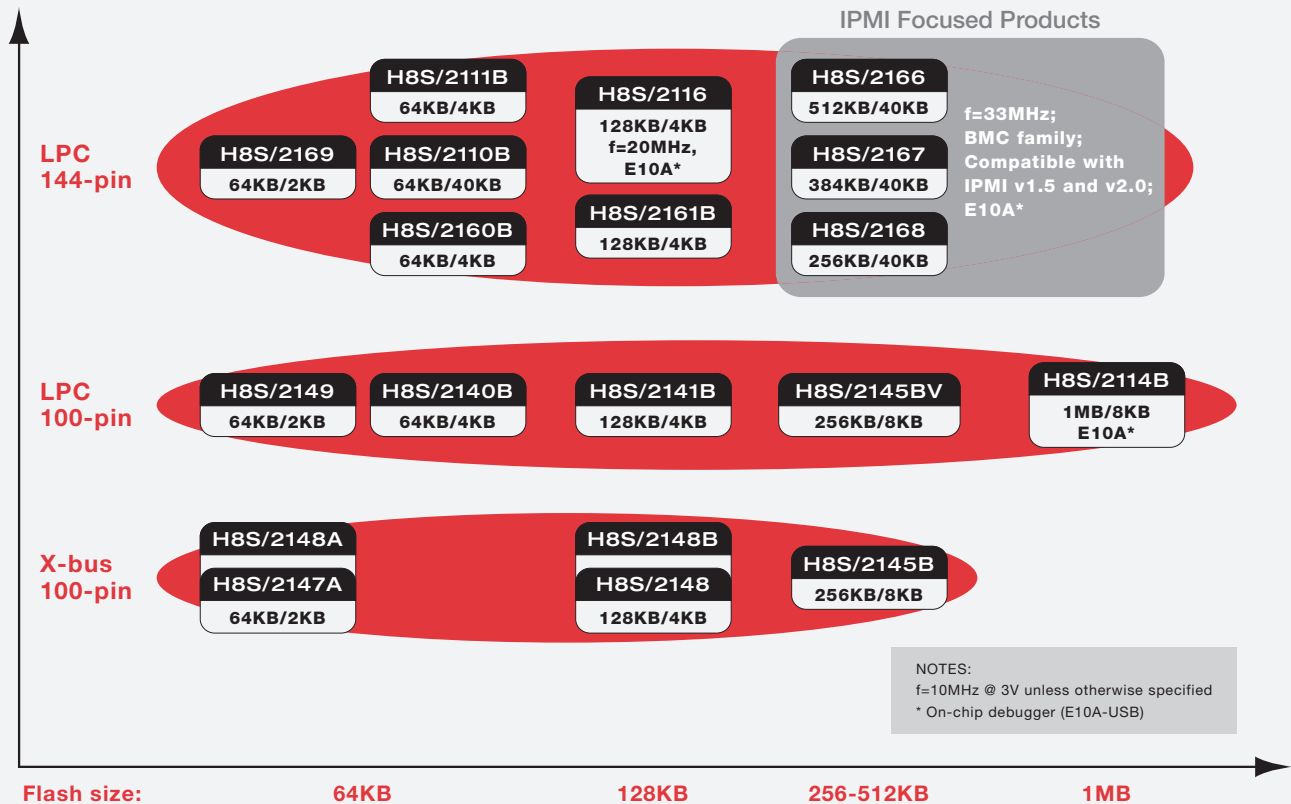 IPMI Focused Products
LPC
144-pin
H8S/2169
64KB/2KB
H8S/2111B
64KB/4KB
H8S/2110B
64KB/40KB
H8S/2160B
64KB/4KB
H8S/2116
128KB/4KB
f=20MHz,
E10A*
H8S/2161B
128KB/4KB
H8S/2166
512KB/40KB
H8S/2167
384KB/40KB
H8S/2168
256KB/40KB
f=33MHz;
BMC family;
Compatible with
IPMI v1.5 and v2.0;
E10A*
LPC
100-pin
H8S/2149
64KB/2KB
H8S/2140B
64KB/4KB
H8S/2141B
128KB/4KB
H8S/2145BV
256KB/8KB
H8S/2114B
1MB/8KB
E10A*
X-bus
100-pin
H8S/2148A
H8S/2147A
64KB/2KB
H8S/2148B
H8S/2148
128KB/4KB
H8S/2145B
256KB/8KB
NOTES:
f=10MHz @ 3V unless otherwise specified
* On-chip debugger (E10A-USB)
Flash size:
64KB
128KB
256-512KB
1MB